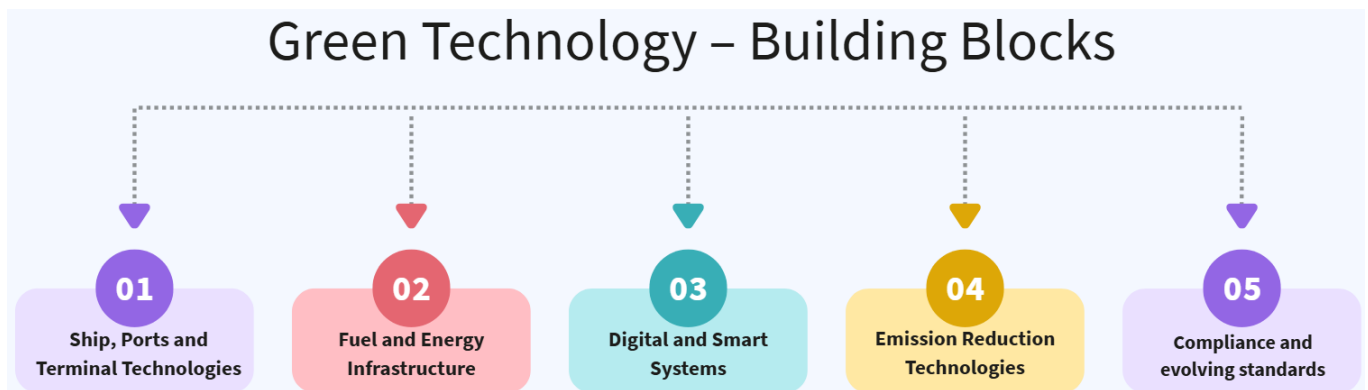 Green Technology – Building Blocks
01
Ship, Ports and
Terminal Technologies
02
Fuel and Energy
Infrastructure
03
Digital and Smart
Systems
04
Emission Reduction
Technologies
05
Compliance and
evolving standards